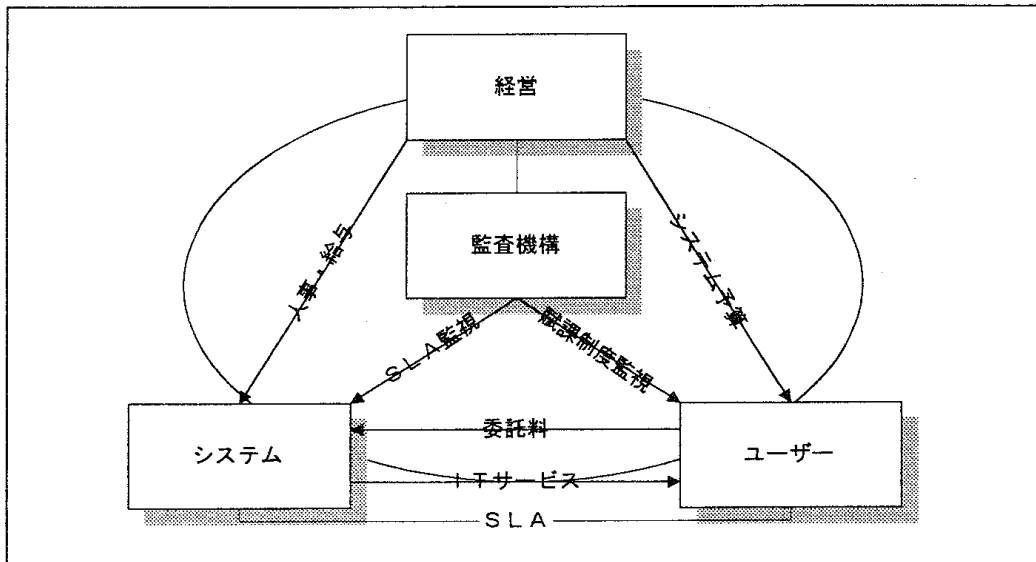 経営
監査機構
人事・給与
システム予算
SLA監視
賦課制度監視
委託料
システム
ユーザー
ITサービス
SLA